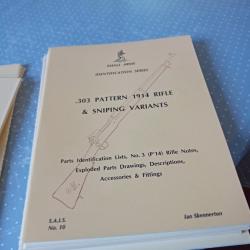 SMALL ARMS
IDENTIFICATION SERIES
.303 PATTERN 1914 RIFLE
& SNIPING VARIANTS
Parts Identification Lists, No. 3 (P'14) Rifle Notes,
Exploded Parts Drawings, Descriptions,
Accessories & Fittings
S.A.I.S.
No. 10
Ian Skennerton